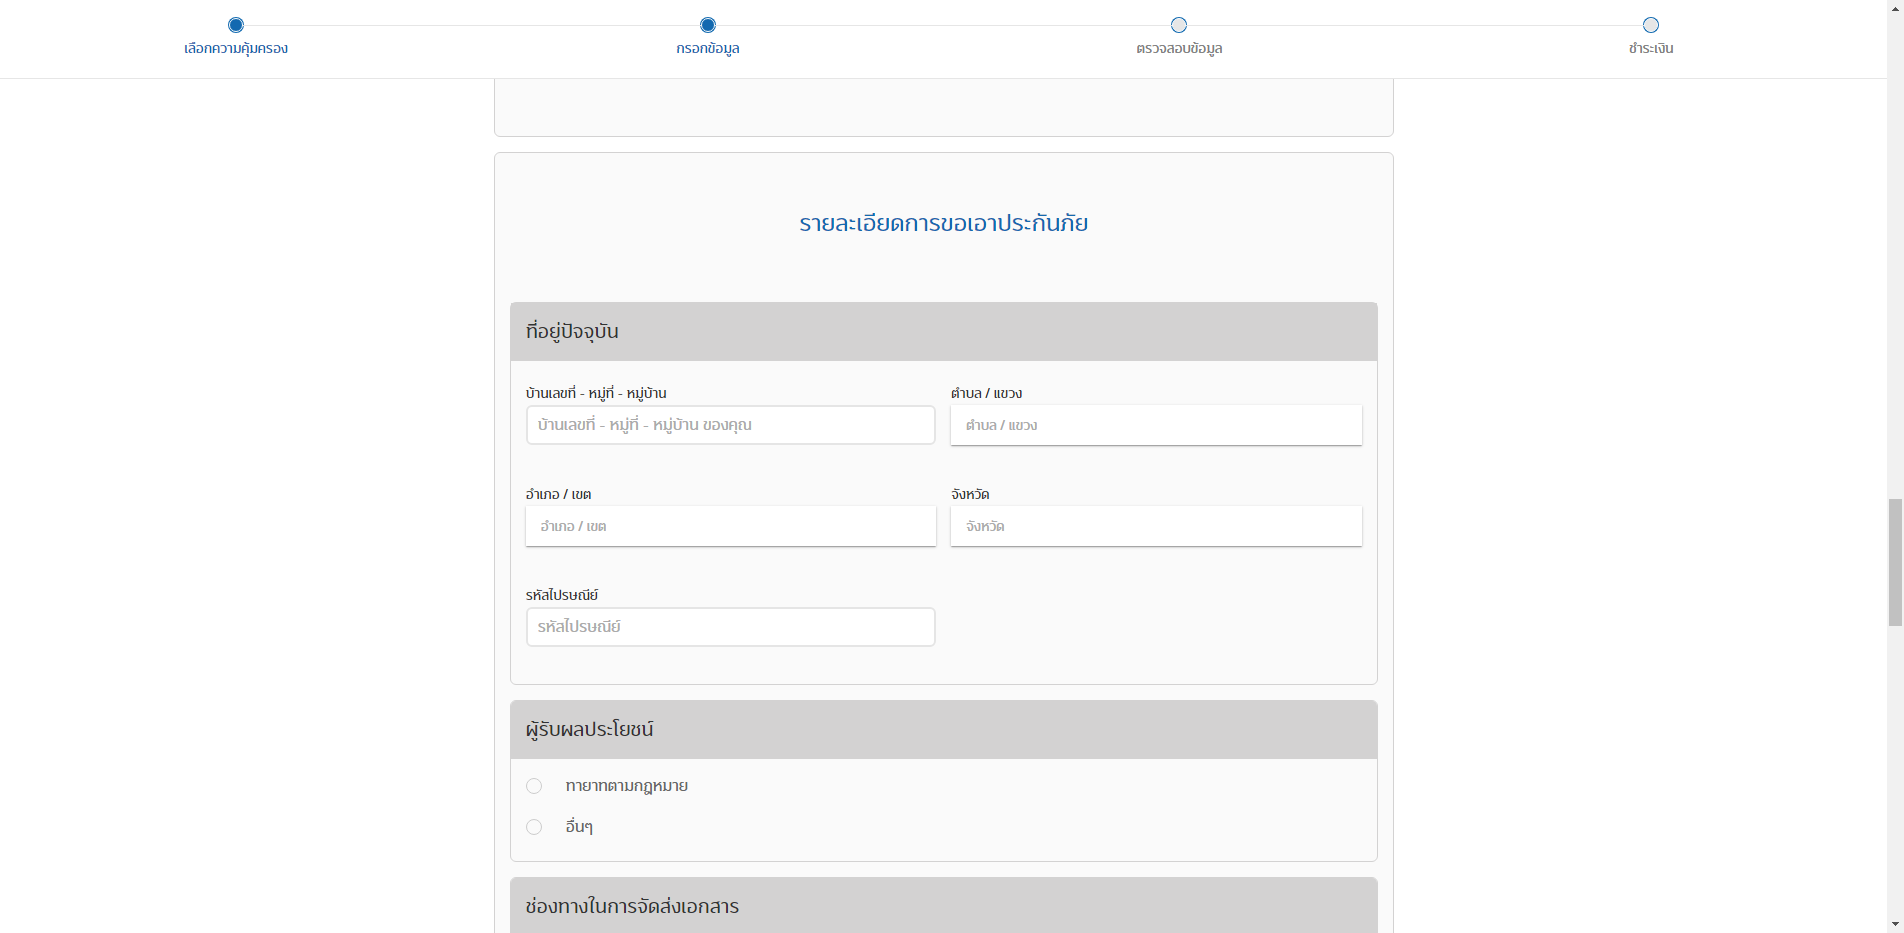 เลือกความคุ้มครอง
กรอกข้อมูล
ตรวจสอบข้อมูล
ชำระเงิน
รายละเอียดการขอเอาประกันภัย
ที่อยู่ปัจจุบัน
บ้านเลขที่ - หมู่ที่ - หมู่บ้าน
ตำบล / แขวง
บ้านเลขที่ - หมู่ที่ - หมู่บ้าน ของคุณ
ตำบล / แขวง
อำเภอ / เขต
จังหวัด
อำเภอ / เขต
จังหวัด
รหัสไปรษณีย์
รหัสไปรษณีย์
ผู้รับผลประโยชน์
ทายาทตามกฎหมาย
อื่นๆ
ช่องทางในการจัดส่งเอกสาร